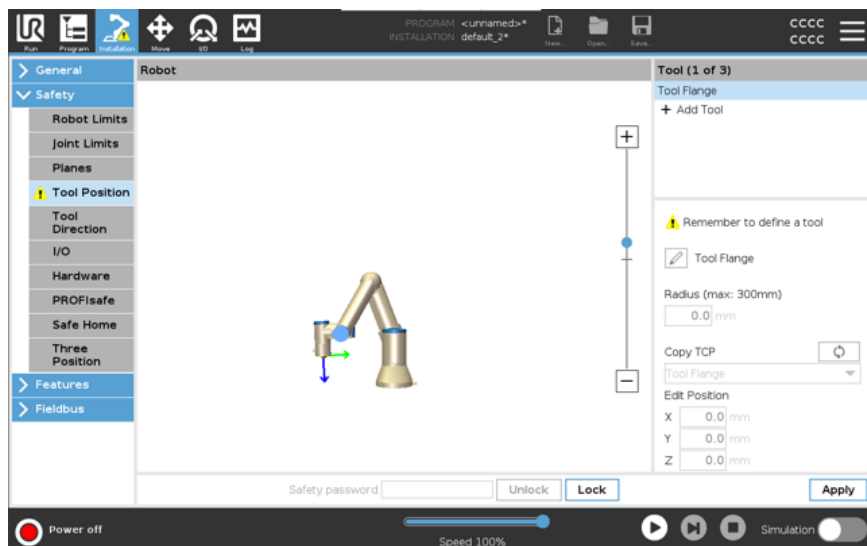 UR
PROGRAM <unnamed>*
INSTALLATION default_2*
CCCC
CCCC
Run Program Installation Move I/O Log New... Open... Save...
General
Safety
Robot Limits
Joint Limits
Planes
Tool Position
Tool
Direction
I/O
Hardware
PROFIsafe
Safe Home
Three
Position
Features
Fieldbus
Robot
Tool (1 of 3)
Tool Flange
+ Add Tool
Remember to define a tool
Tool Flange
Radius (max: 300mm)
0.0 mm
Copy TCP
Tool Flange
Edit Position
X 0.0 mm
Y 0.0 mm
Z 0.0 mm
Safety password Unlock Lock Apply
Power off
Speed 100%
Simulation